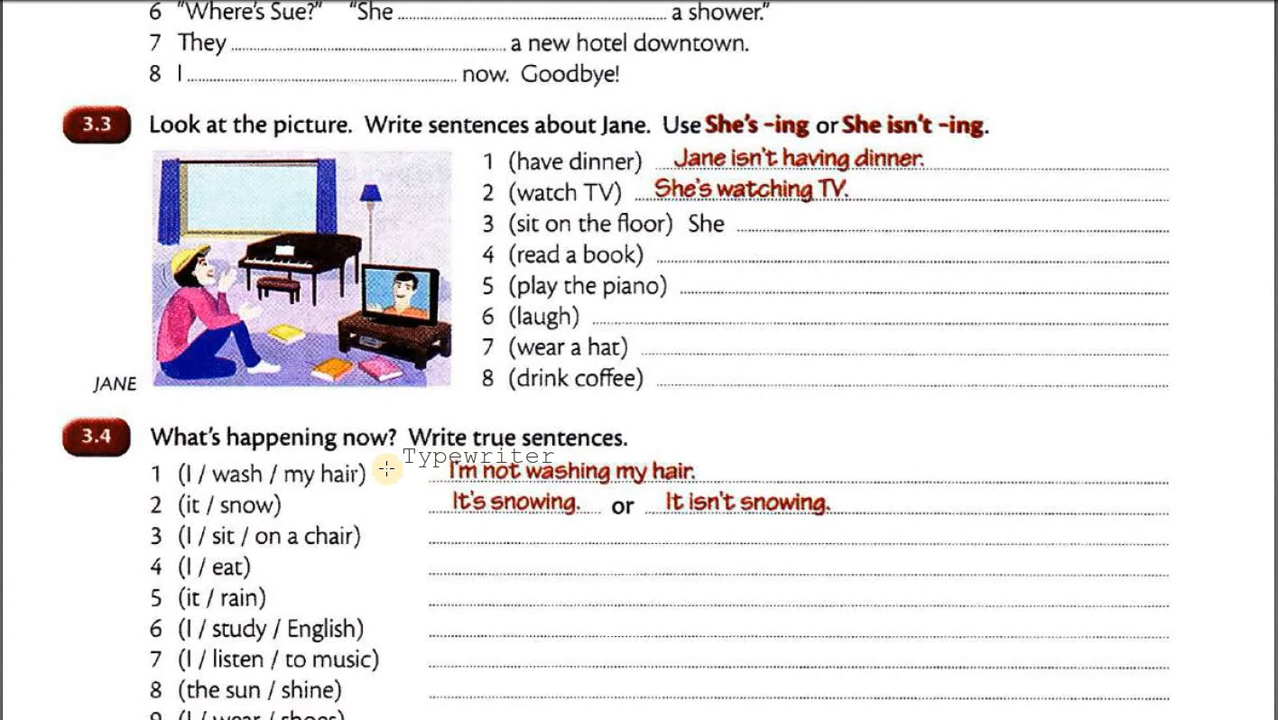 6 "Where's Sue?" "She ........ a shower."
7 They ........ a new hotel downtown.
8 I ........ now. Goodbye!
3.3 Look at the picture. Write sentences about Jane. Use She's -ing or She isn't -ing.
1 (have dinner) Jane isn't having dinner.
2 (watch TV) She's watching TV.
3 (sit on the floor) She ........
4 (read a book) ........
5 (play the piano) ........
6 (laugh) ........
7 (wear a hat) ........
8 (drink coffee) ........
JANE
3.4 What's happening now? Write true sentences.
Typewriter
1 (I / wash / my hair) I'm not washing my hair.
2 (it / snow) It's snowing. or It isn't snowing.
3 (I / sit / on a chair) ........
4 (I / eat) ........
5 (it / rain) ........
6 (I / study / English) ........
7 (I / listen / to music) ........
8 (the sun / shine) ........
9 (I / wear / shoes)